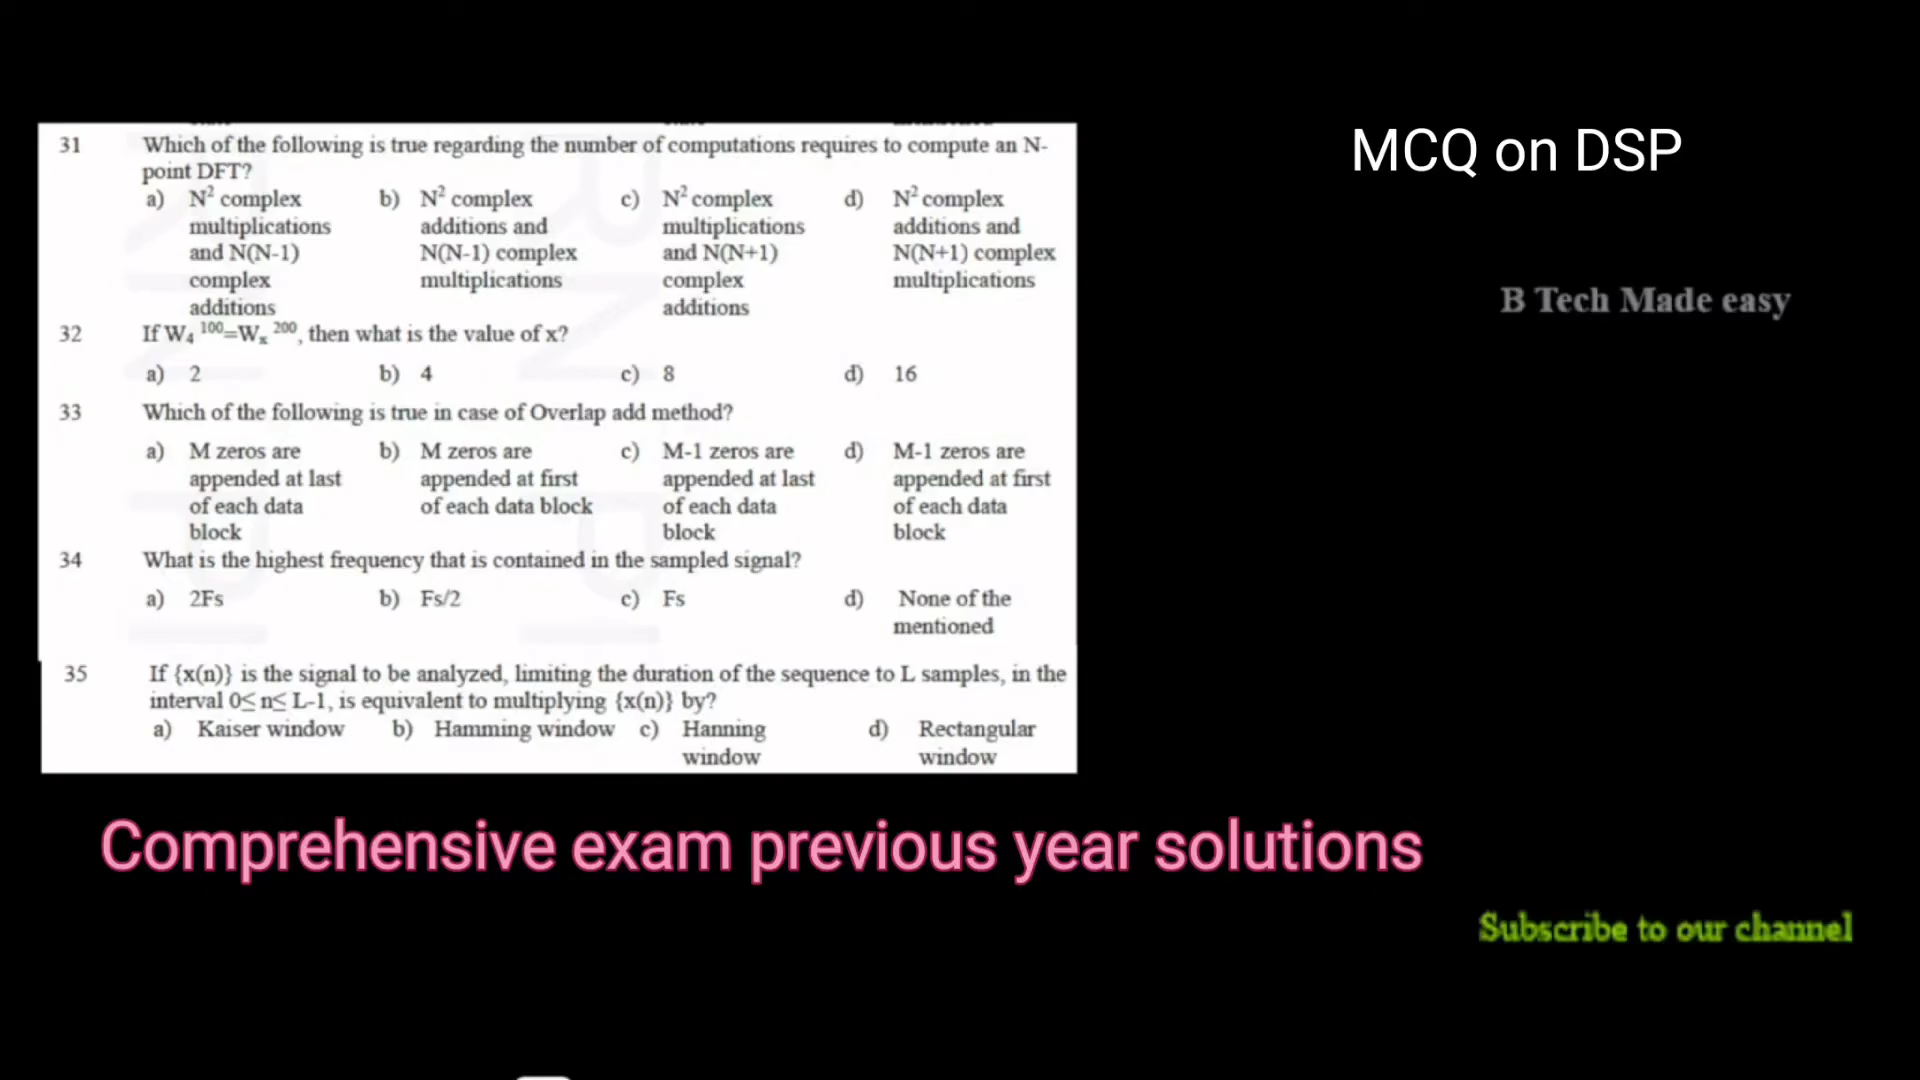 MCQ on DSP
B Tech Made easy
31 Which of the following is true regarding the number of computations requires to compute an N-
point DFT?
a) N² complex b) N² complex c) N² complex d) N² complex
multiplications additions and multiplications additions and
and N(N-1) N(N-1) complex and N(N+1) N(N+1) complex
complex multiplications complex multiplications
additions additions
32 If W₄ ¹⁰⁰=Wₓ ²⁰⁰, then what is the value of x?
a) 2 b) 4 c) 8 d) 16
33 Which of the following is true in case of Overlap add method?
a) M zeros are b) M zeros are c) M-1 zeros are d) M-1 zeros are
appended at last appended at first appended at last appended at first
of each data of each data block of each data of each data
block block block
34 What is the highest frequency that is contained in the sampled signal?
a) 2Fs b) Fs/2 c) Fs d) None of the
mentioned
35 If {x(n)} is the signal to be analyzed, limiting the duration of the sequence to L samples, in the
interval 0≤ n≤ L-1, is equivalent to multiplying {x(n)} by?
a) Kaiser window b) Hamming window c) Hanning d) Rectangular
window window
Comprehensive exam previous year solutions
Subscribe to our channel